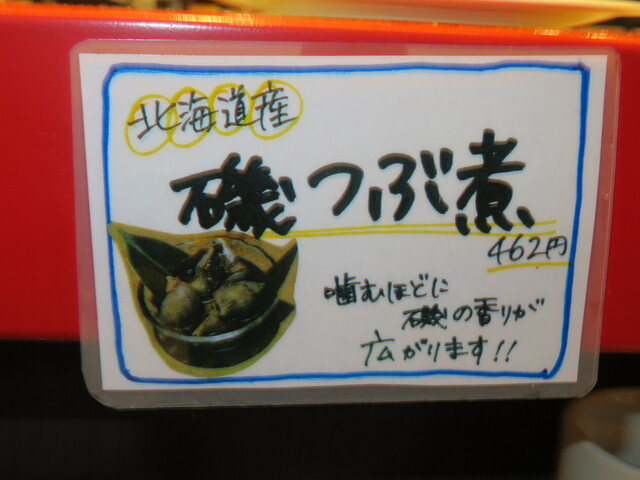 北海道産
磯つぶ煮
462円
噛むほどに
磯の香りが
広がります!!